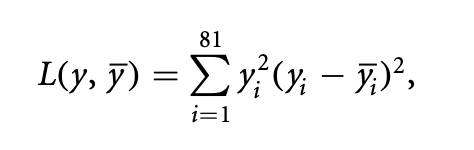 L(y, ȳ) = ∑_{i=1}^{81} y_i^2(y_i − ȳ_i)^2,